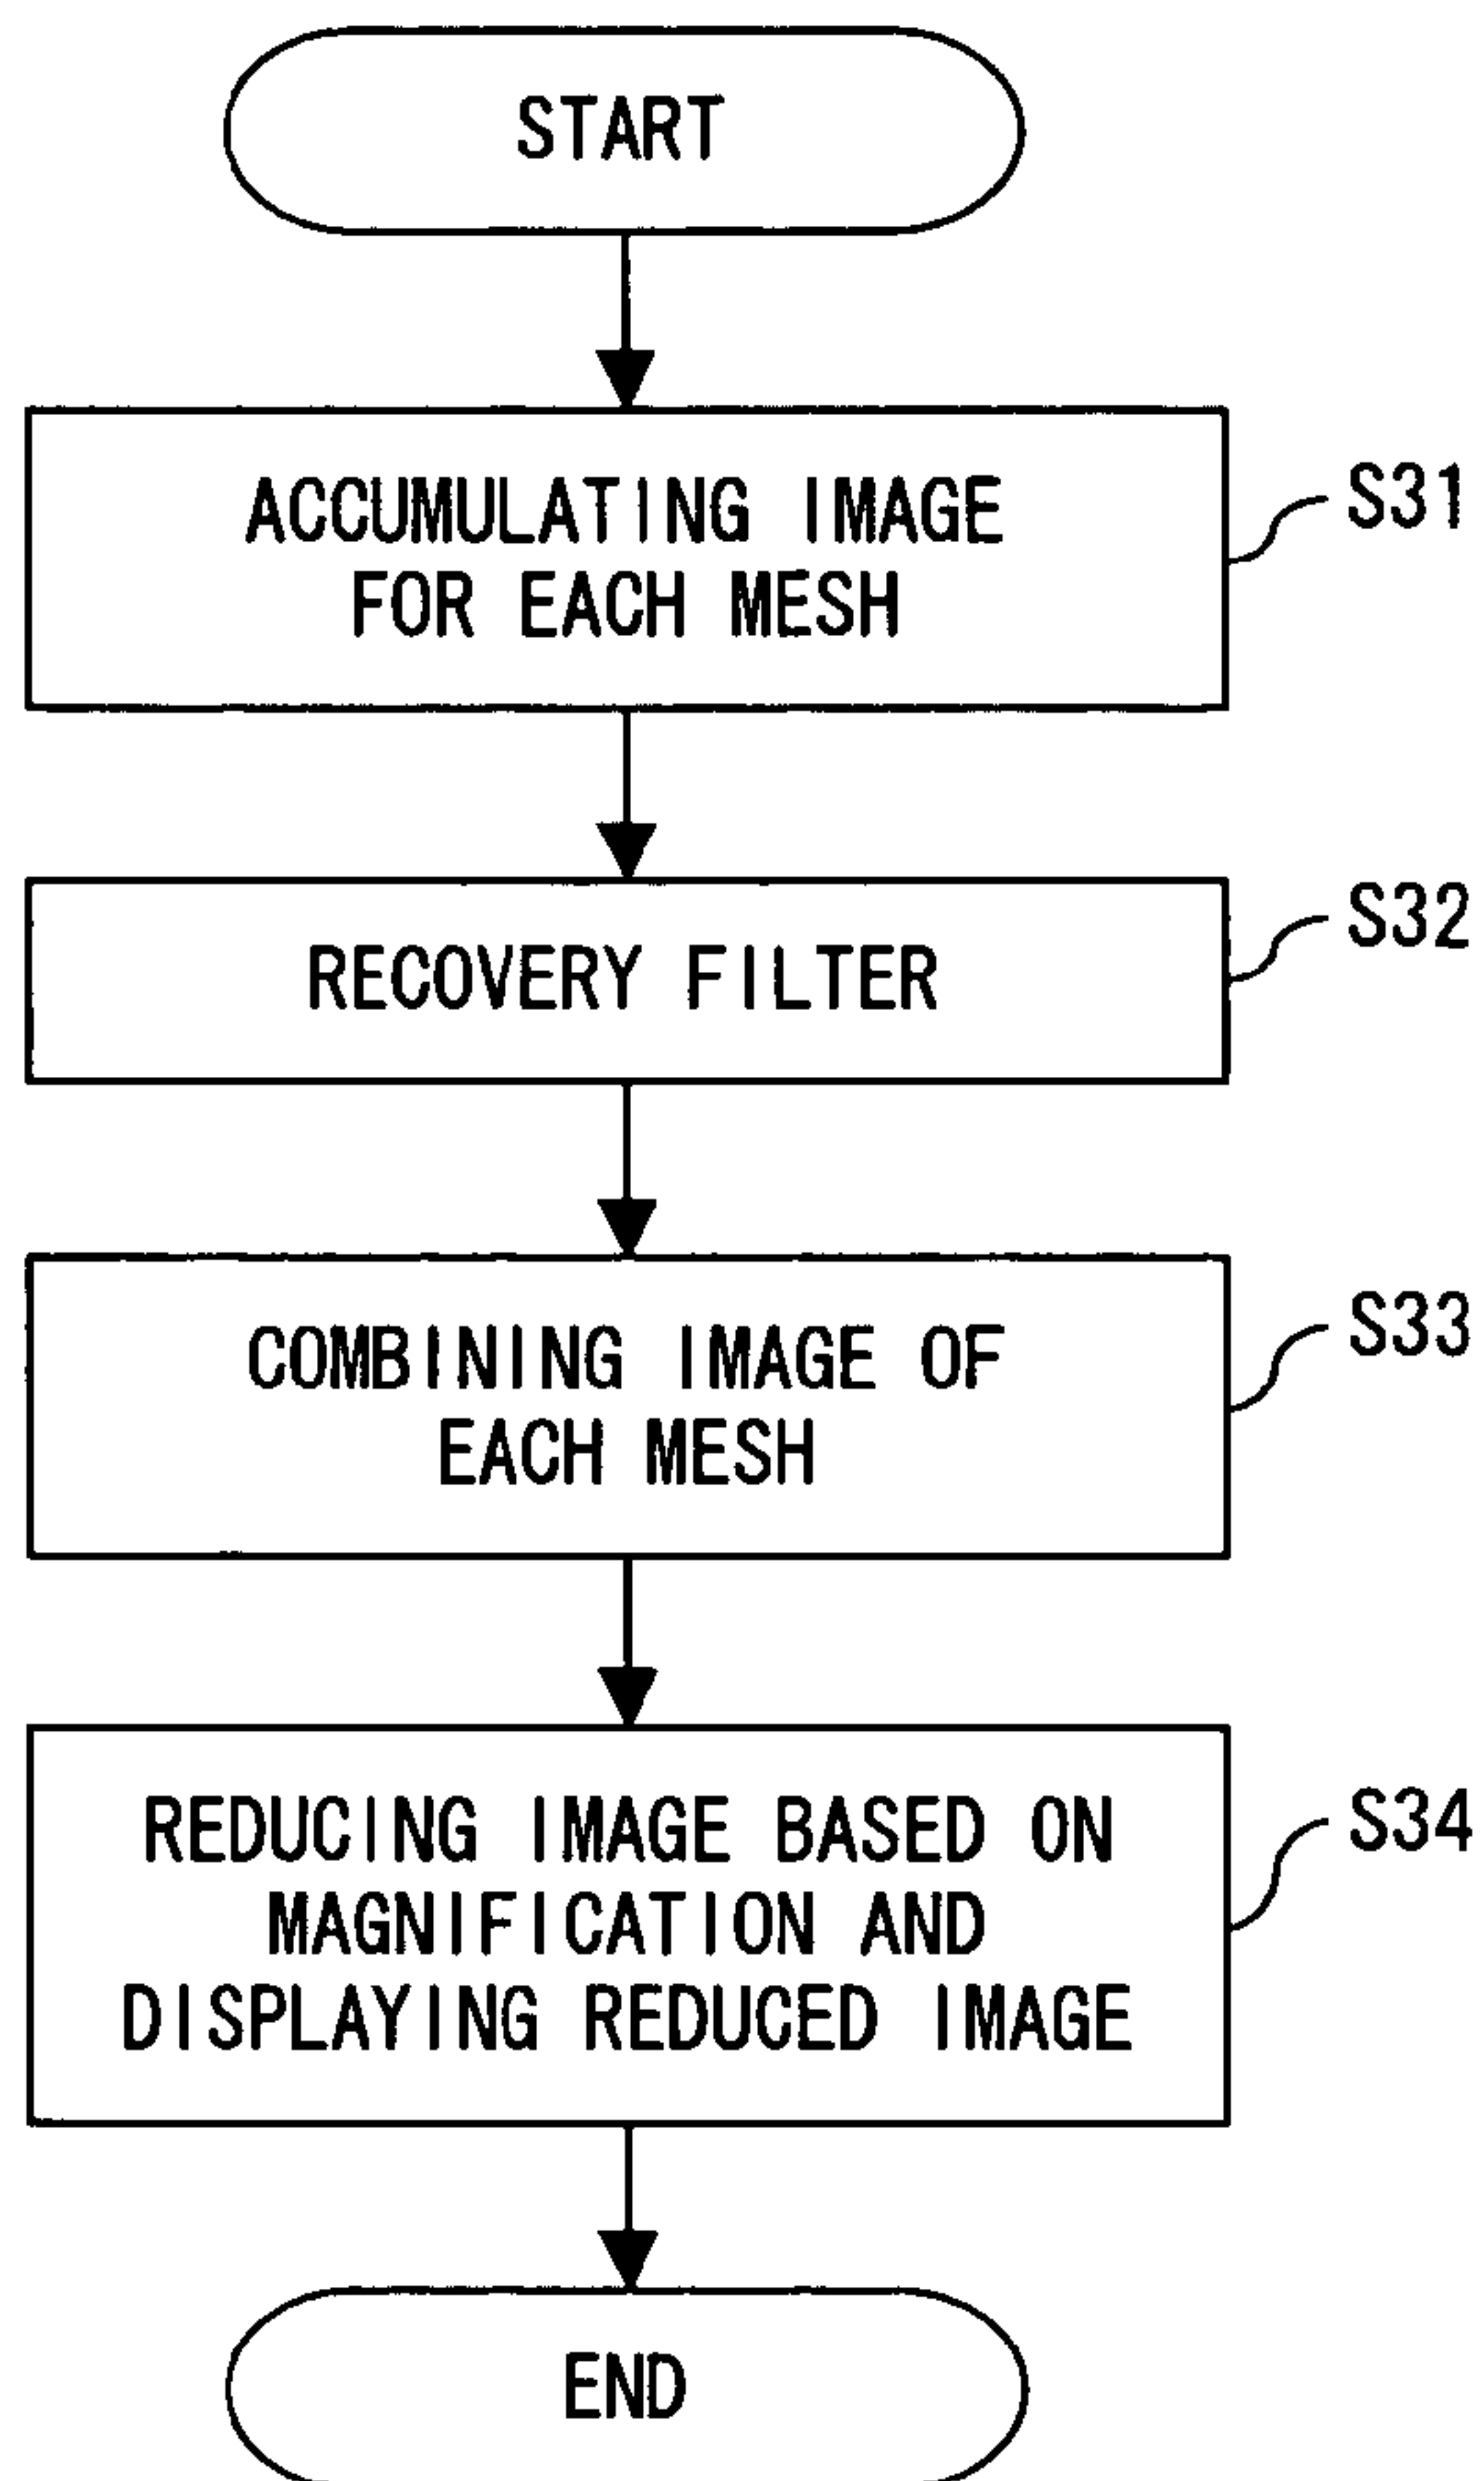 START
ACCUMULATING IMAGE
FOR EACH MESH
S31
RECOVERY FILTER
S32
COMBINING IMAGE OF
EACH MESH
S33
REDUCING IMAGE BASED ON
MAGNIFICATION AND
DISPLAYING REDUCED IMAGE
S34
END